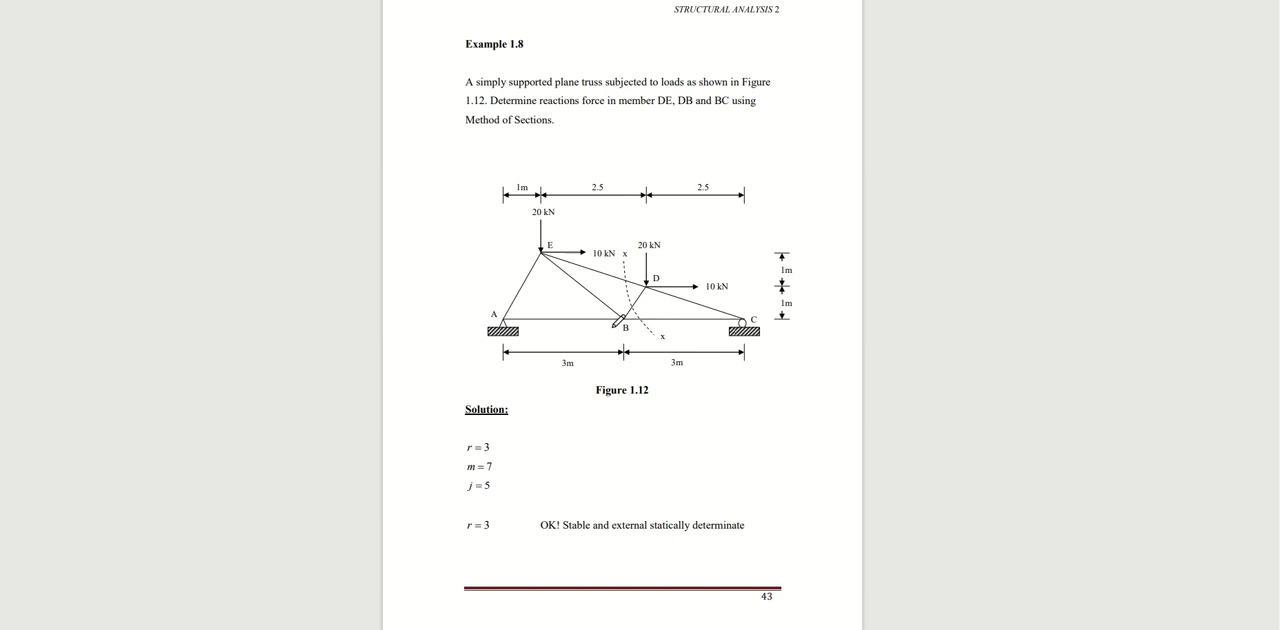 STRUCTURAL ANALYSIS 2
Example 1.8
A simply supported plane truss subjected to loads as shown in Figure
1.12. Determine reactions force in member DE, DB and BC using
Method of Sections.
1m 2.5 2.5
20 kN
E
10 kN x 20 kN
1m
D
10 kN
1m
A
B
C
x
3m 3m
Figure 1.12
Solution:
r = 3
m = 7
j = 5
r = 3 OK! Stable and external statically determinate
43